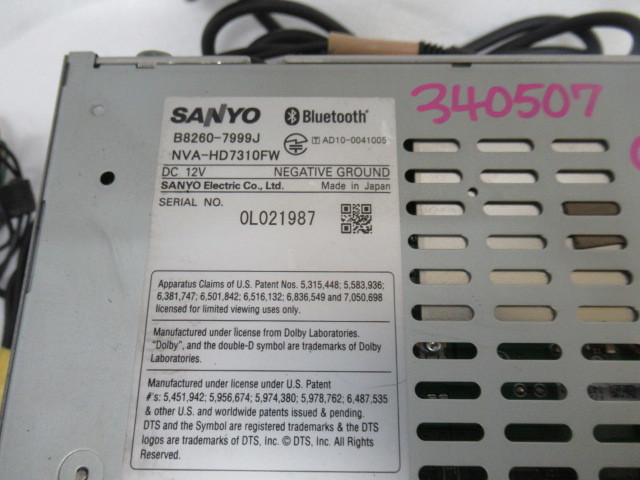 340507
SANYO Bluetooth®
B8260-7999J
T AD10-0041005
NVA-HD7310FW
DC 12V NEGATIVE GROUND
SANYO Electric Co., Ltd. Made in Japan
SERIAL NO.
0L021987
Apparatus Claims of U.S. Patent Nos. 5,315,448; 5,583,936;
6,381,747; 6,501,842; 6,516,132; 6,836,549 and 7,050,698
licensed for limited viewing uses only.
Manufactured under license from Dolby Laboratories.
"Dolby", and the double-D symbol are trademarks of Dolby
Laboratories.
Manufactured under license under U.S. Patent
#'s: 5,451,942; 5,956,674; 5,974,380; 5,978,762; 6,487,535
& other U.S. and worldwide patents issued & pending.
DTS and the Symbol are registered trademarks & the DTS
logos are trademarks of DTS, Inc. © DTS, Inc. All Rights
Reserved.